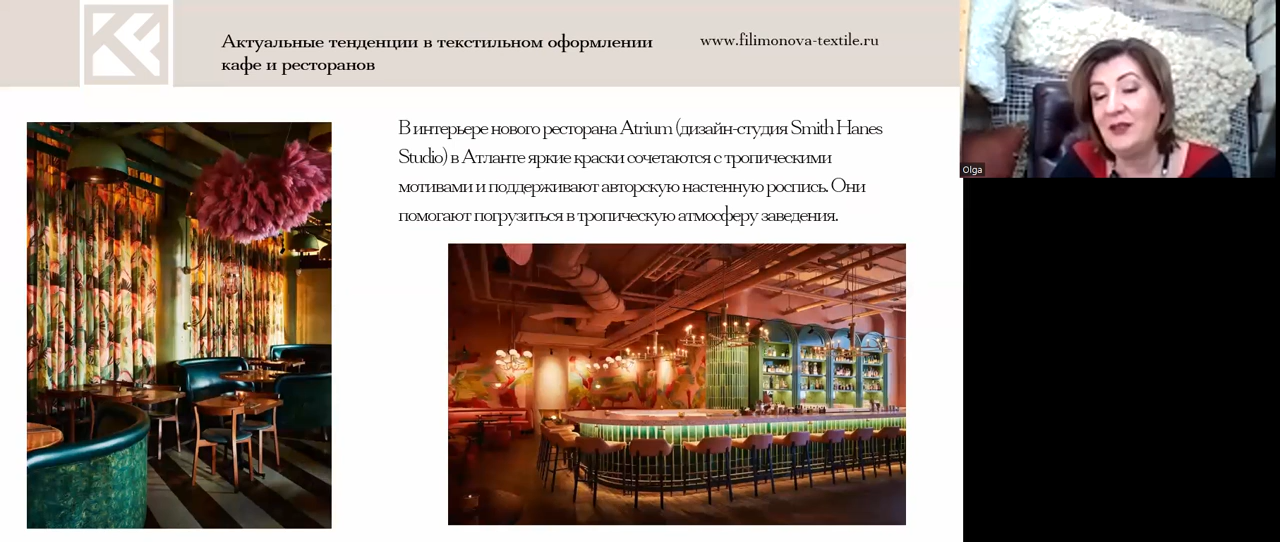 Актуальные тенденции в текстильном оформлении
кафе и ресторанов
www.filimonova-textile.ru
В интерьере нового ресторана Atrium (дизайн-студия Smith Hanes
Studio) в Атланте яркие краски сочетаются с тропическими
мотивами и поддерживают авторскую настенную роспись. Они
помогают погрузиться в тропическую атмосферу заведения.
Olga